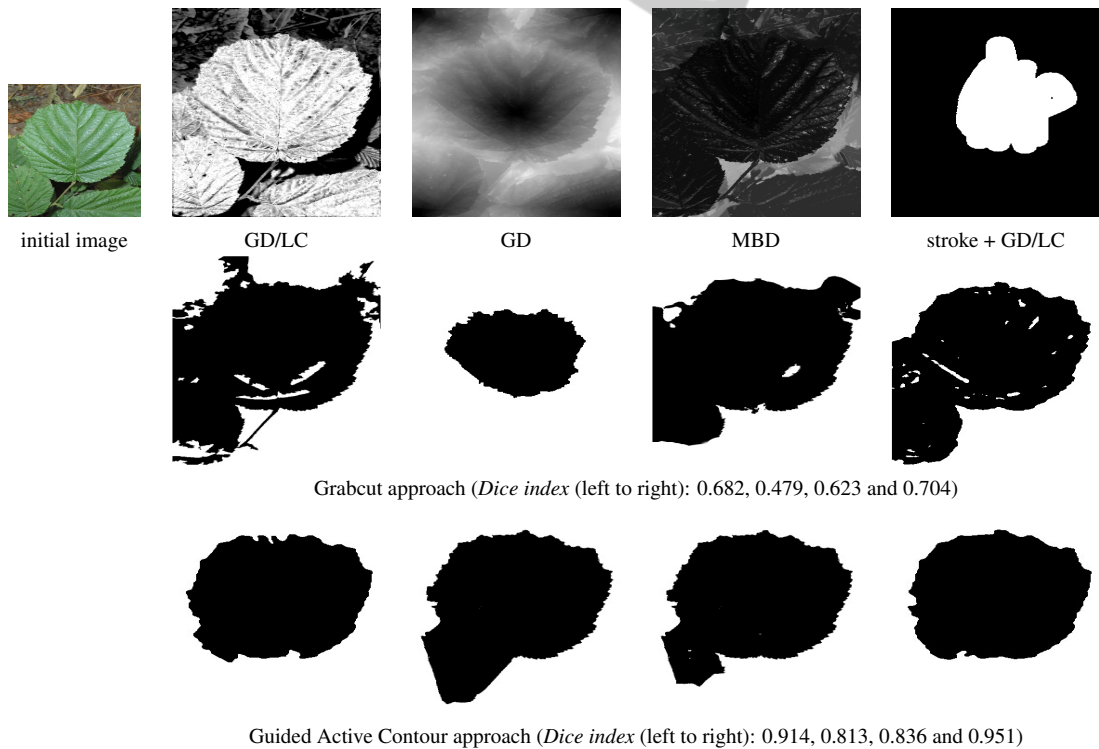 initial image
GD/LC
GD
MBD
stroke + GD/LC
Grabcut approach (Dice index (left to right): 0.682, 0.479, 0.623 and 0.704)
Guided Active Contour approach (Dice index (left to right): 0.914, 0.813, 0.836 and 0.951)